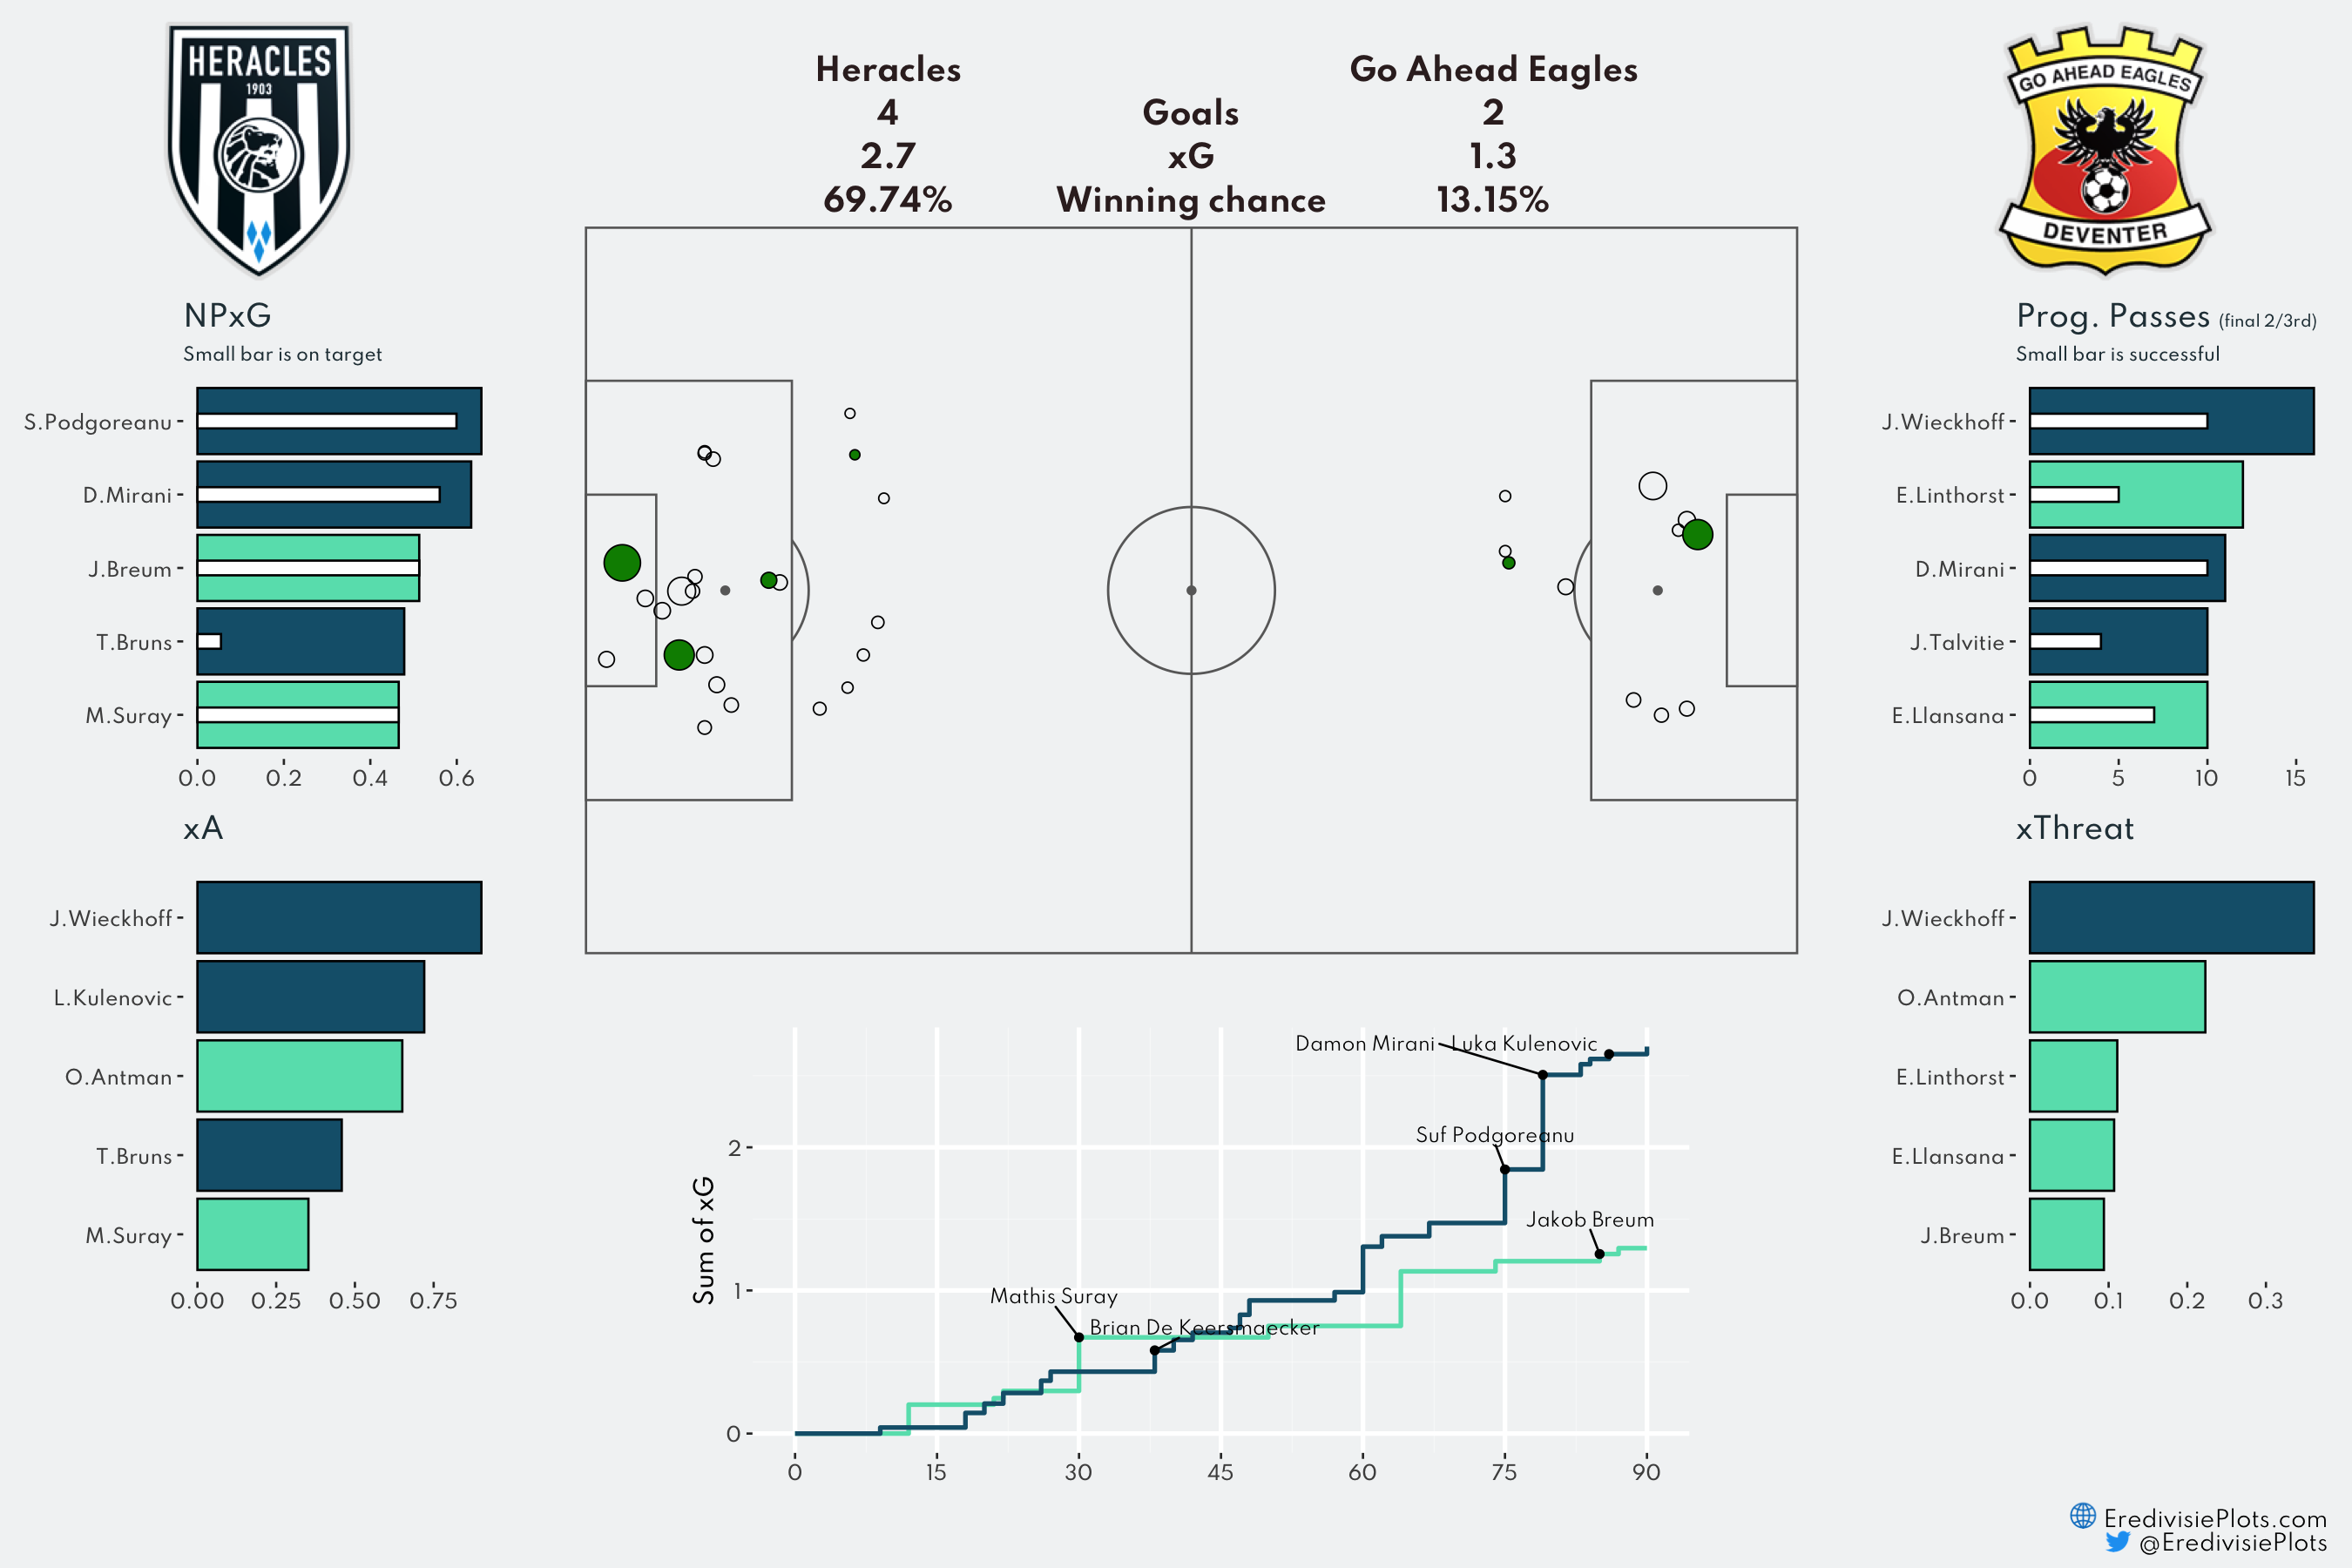 HERACLES
1903
Heracles
Go Ahead Eagles
4
Goals
2
2.7
xG
1.3
69.74%
Winning chance
13.15%
GO AHEAD EAGLES
DEVENTER
NPxG
Small bar is on target
S.Podgoreanu
D.Mirani
J.Breum
T.Bruns
M.Suray
0.0 0.2 0.4 0.6
xA
J.Wieckhoff
L.Kulenovic
O.Antman
T.Bruns
M.Suray
0.00 0.25 0.50 0.75
Sum of xG
2
1
0
Damon Mirani
Luka Kulenovic
Suf Podgoreanu
Jakob Breum
Mathis Suray
Brian De Keersmaecker
0 15 30 45 60 75 90
Prog. Passes (final 2/3rd)
Small bar is successful
J.Wieckhoff
E.Linthorst
D.Mirani
J.Talvitie
E.Llansana
0 5 10 15
xThreat
J.Wieckhoff
O.Antman
E.Linthorst
E.Llansana
J.Breum
0.0 0.1 0.2 0.3
EredivisiePlots.com
@EredivisiePlots